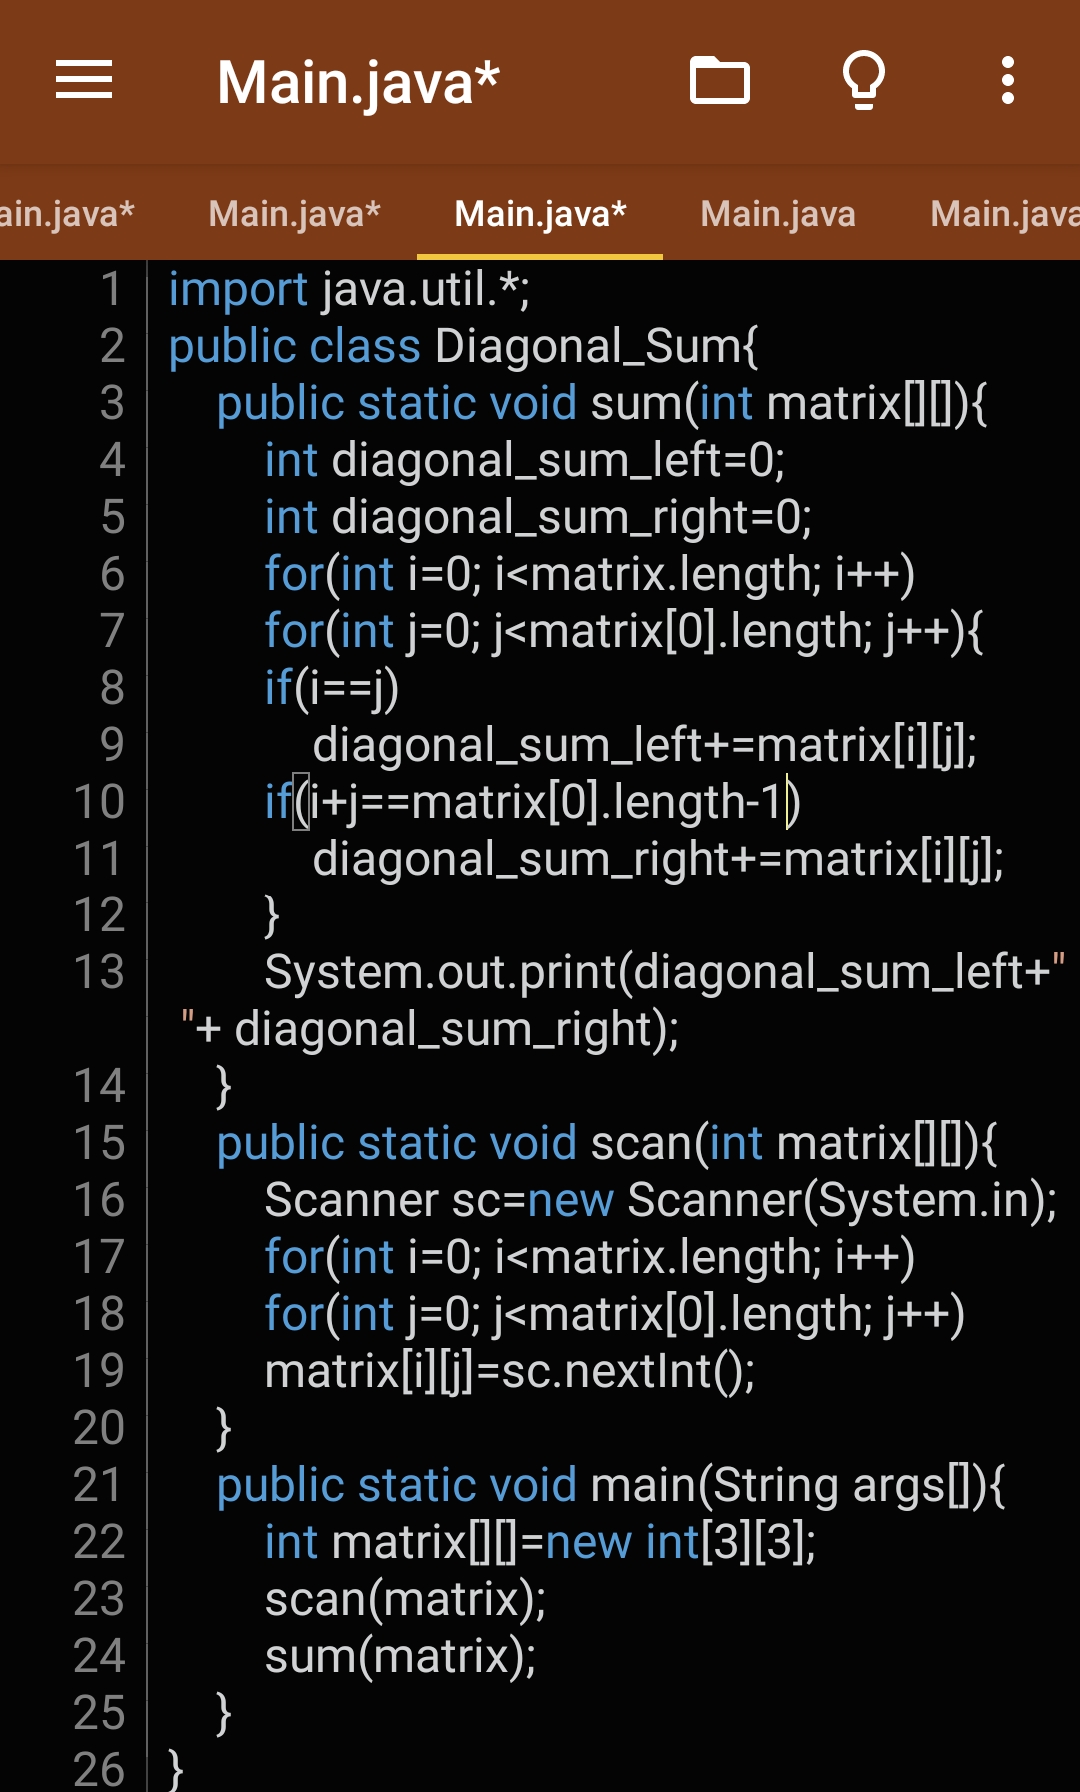 Main.java*
ain.java* Main.java* Main.java* Main.java Main.java
1 import java.util.*;
2 public class Diagonal_Sum{
3 public static void sum(int matrix[][]){
4 int diagonal_sum_left=0;
5 int diagonal_sum_right=0;
6 for(int i=0; i<matrix.length; i++)
7 for(int j=0; j<matrix[0].length; j++){
8 if(i==j)
9 diagonal_sum_left+=matrix[i][j];
10 if(i+j==matrix[0].length-1)
11 diagonal_sum_right+=matrix[i][j];
12 }
13 System.out.print(diagonal_sum_left+"
"+ diagonal_sum_right);
14 }
15 public static void scan(int matrix[][]){
16 Scanner sc=new Scanner(System.in);
17 for(int i=0; i<matrix.length; i++)
18 for(int j=0; j<matrix[0].length; j++)
19 matrix[i][j]=sc.nextInt();
20 }
21 public static void main(String args[]){
22 int matrix[][]=new int[3][3];
23 scan(matrix);
24 sum(matrix);
25 }
26 }